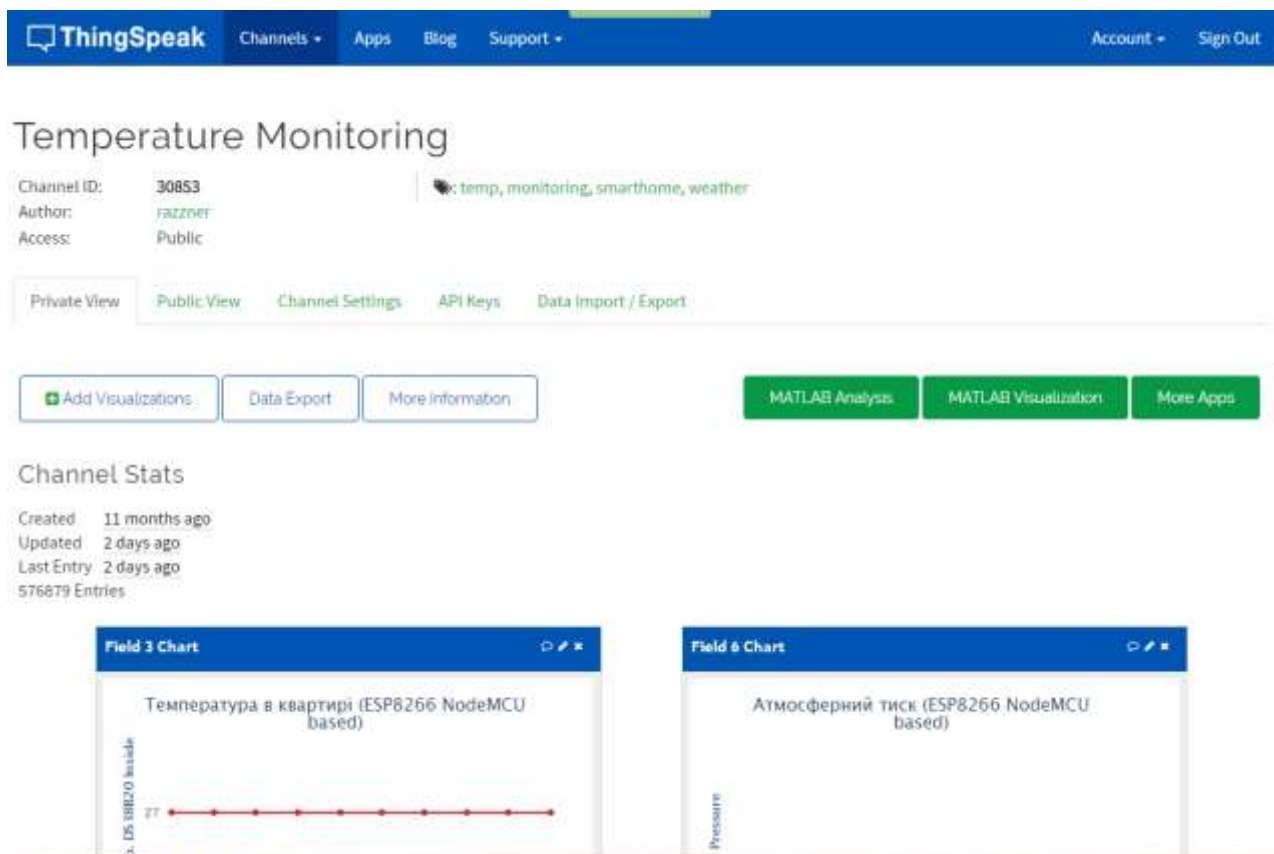 ThingSpeak Channels Apps Blog Support Account Sign Out
Temperature Monitoring
Channel ID: 30853
temp, monitoring, smarthome, weather
Author: razzner
Access: Public
Private View Public View Channel Settings API Keys Data Import / Export
Add Visualizations Data Export More Information MATLAB Analysis MATLAB Visualization More Apps
Channel Stats
Created 11 months ago
Updated 2 days ago
Last Entry 2 days ago
576879 Entries
Field 3 Chart
Температура в квартирі (ESP8266 NodeMCU
based)
DS18B20 Inside
27
Field 6 Chart
Атмосферний тиск (ESP8266 NodeMCU
based)
Pressure